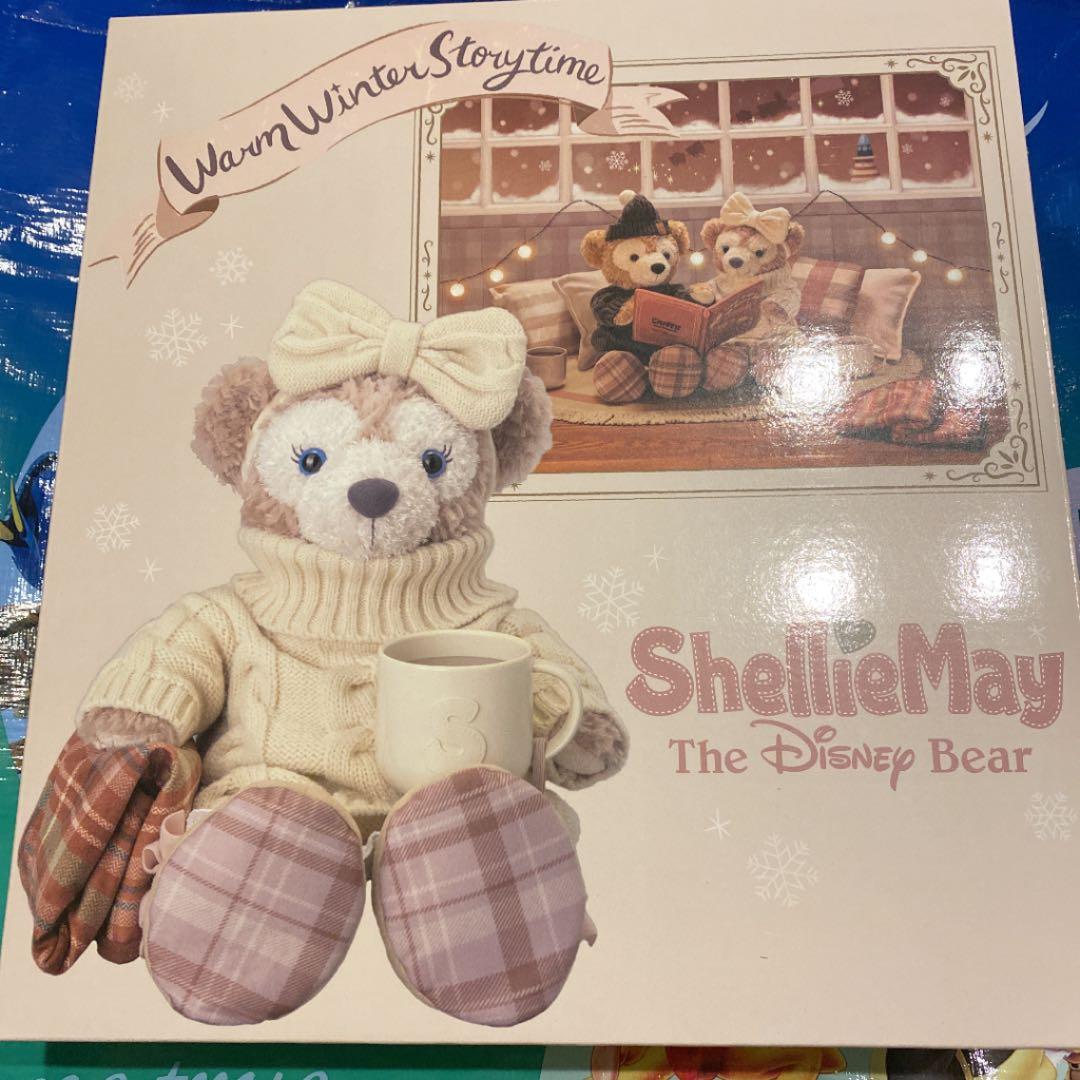 Warm Winter Storytime
ShellieMay
The Disney Bear
S